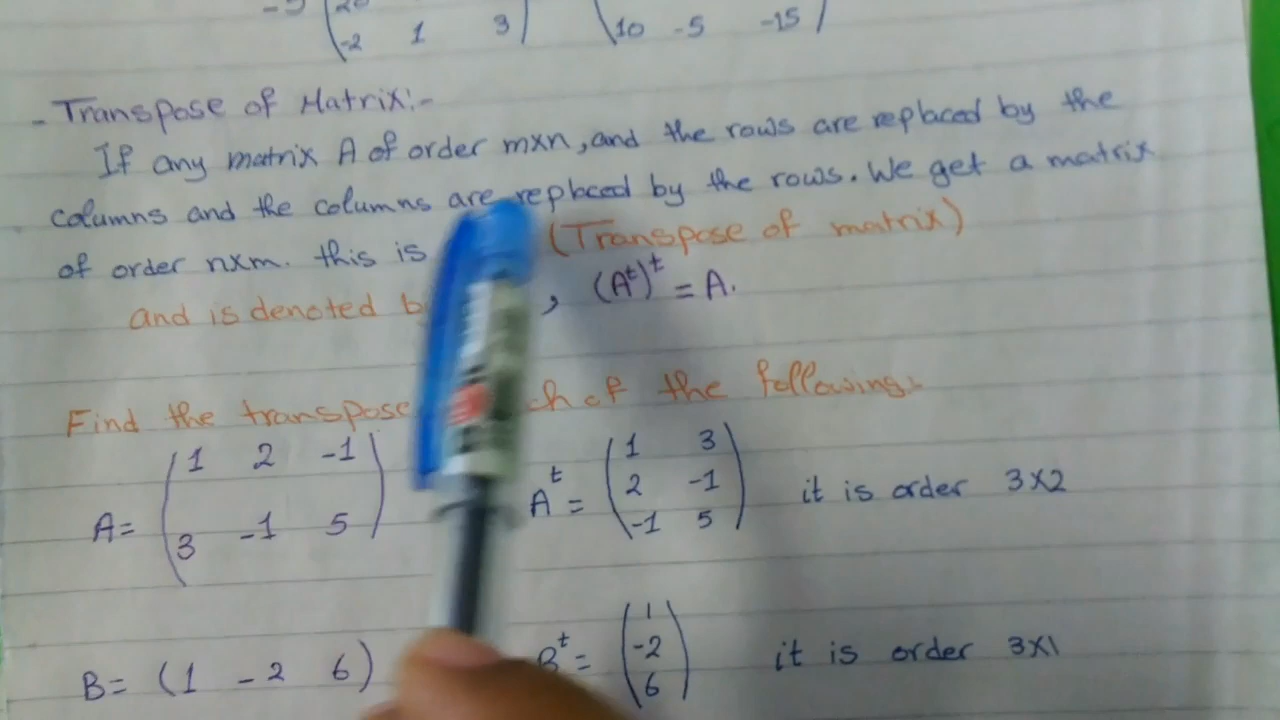 -2 1 3 10 -5 -15
- Transpose of Matrix:-
If any matrix A of order mxn, and the rows are replaced by the
columns and the columns are replaced by the rows. We get a matrix
of order nxm. this is (Transpose of matrix)
and is denoted , (Aᵗ)ᵗ = A.
Find the transpose of the following.
1 2 -1
A=
3 -1 5
1 3
Aᵗ = 2 -1 it is order 3X2
-1 5
B= (1 -2 6)
1
Bᵗ = -2 it is order 3X1
6